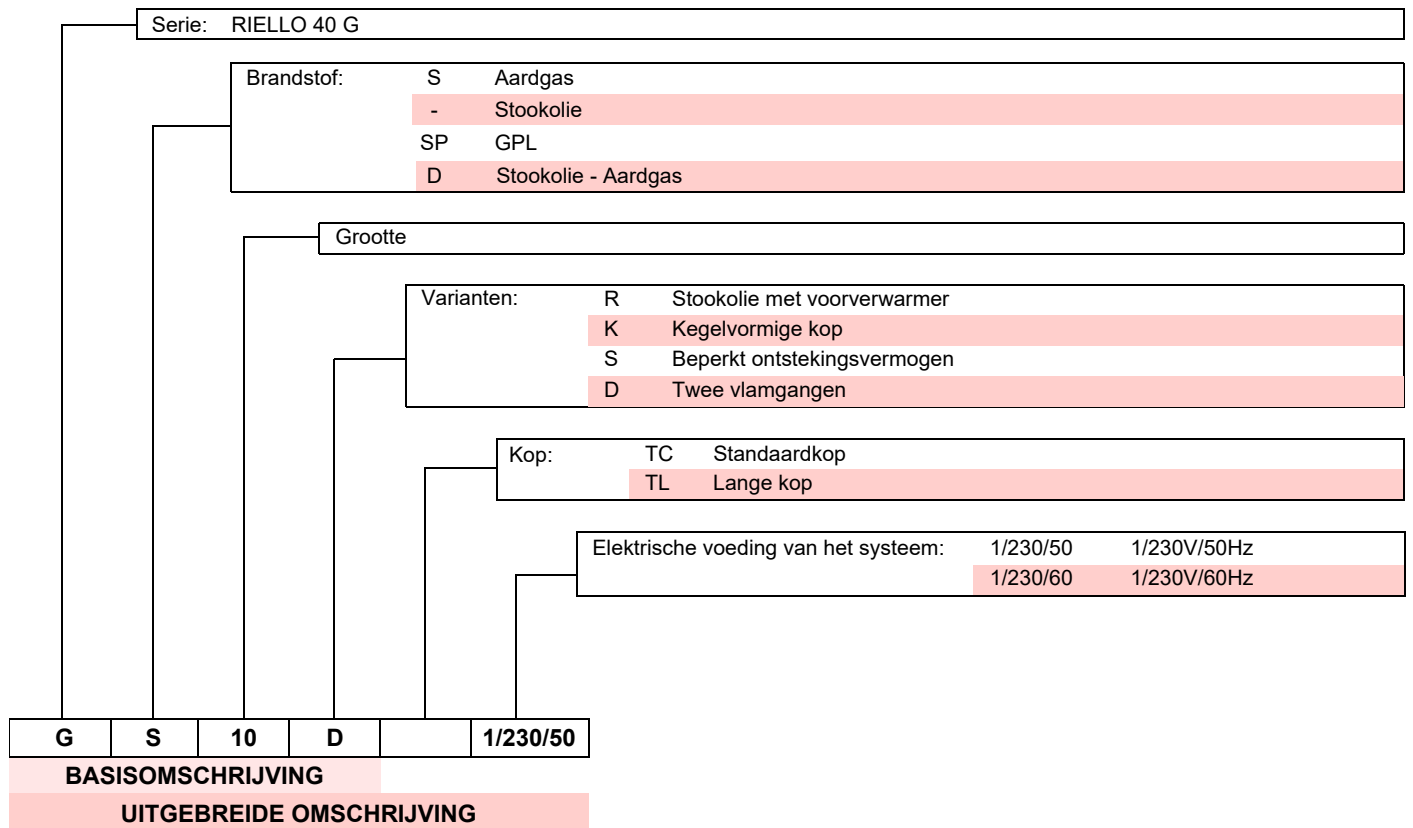 Serie: RIELLO 40 G
Brandstof: S Aardgas
- Stookolie
SP GPL
D Stookolie - Aardgas
Grootte
Varianten: R Stookolie met voorverwarmer
K Kegelvormige kop
S Beperkt ontstekingsvermogen
D Twee vlamgangen
Kop: TC Standaardkop
TL Lange kop
Elektrische voeding van het systeem: 1/230/50 1/230V/50Hz
1/230/60 1/230V/60Hz
G S 10 D 1/230/50
BASISOMSCHRIJVING
UITGEBREIDE OMSCHRIJVING